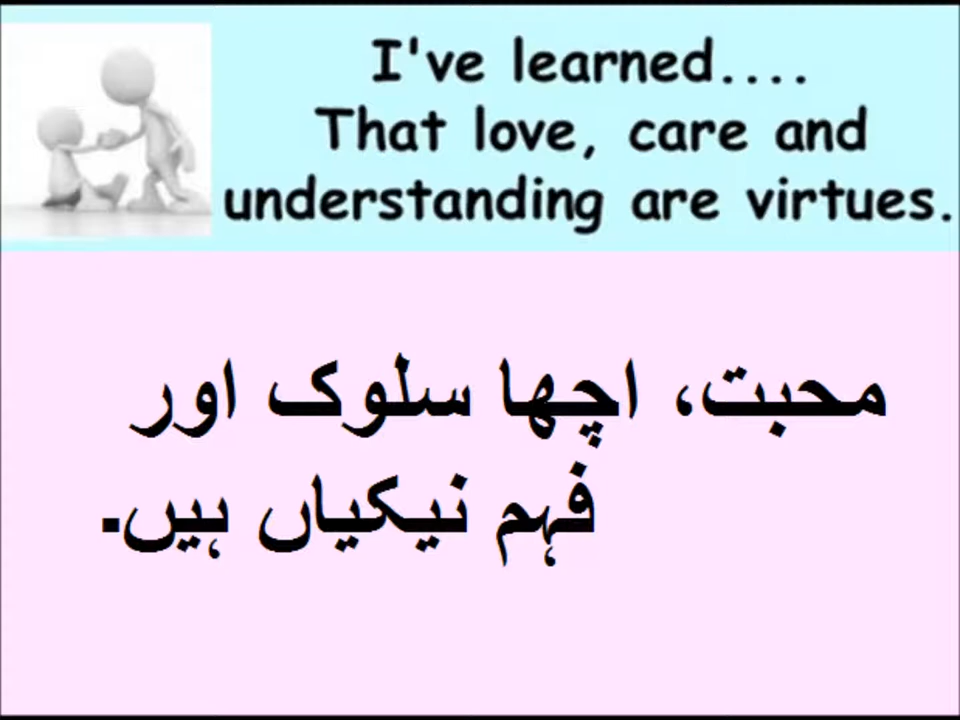 I've learned....
That love, care and
understanding are virtues.
محبت، اچھا سلوک اور
فہم نیکیاں ہیں۔